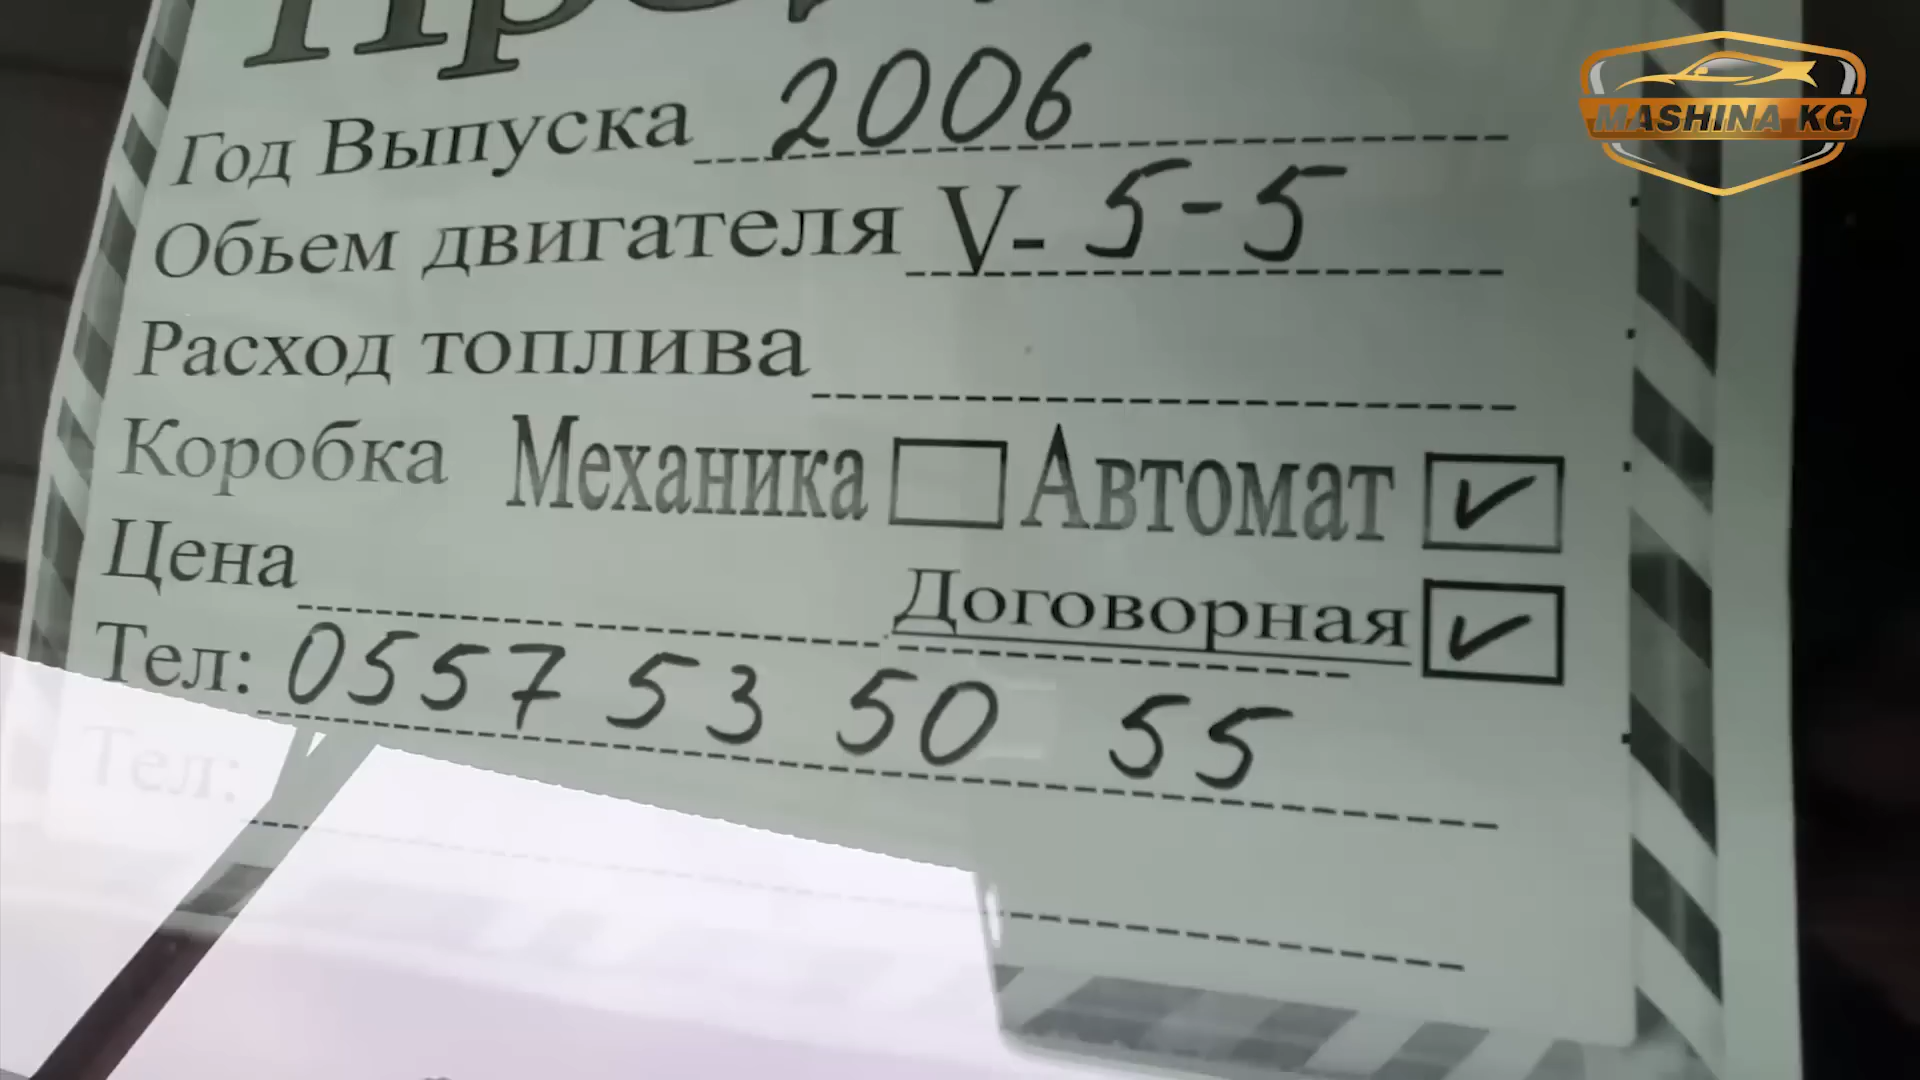 MASHINA KG
Год Выпуска 2006
Обьем двигателя V- 5-5
Расход топлива
Коробка Механика Автомат ✓
Цена Договорная ✓
Тел: 0557 53 50 55
Тел: